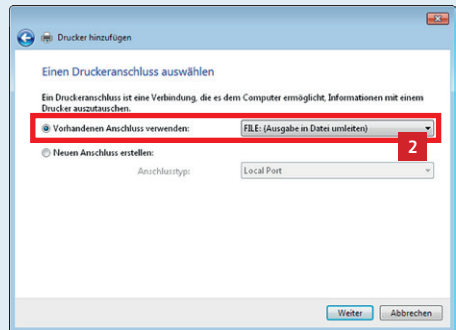 Drucker hinzufügen
Einen Druckeranschluss auswählen
Ein Druckeranschluss ist eine Verbindung, die es dem Computer ermöglicht, Informationen mit einem
Drucker auszutauschen.
Vorhandenen Anschluss verwenden: FILE: (Ausgabe in Datei umleiten)
2
Neuen Anschluss erstellen:
Anschlusstyp: Local Port
Weiter Abbrechen